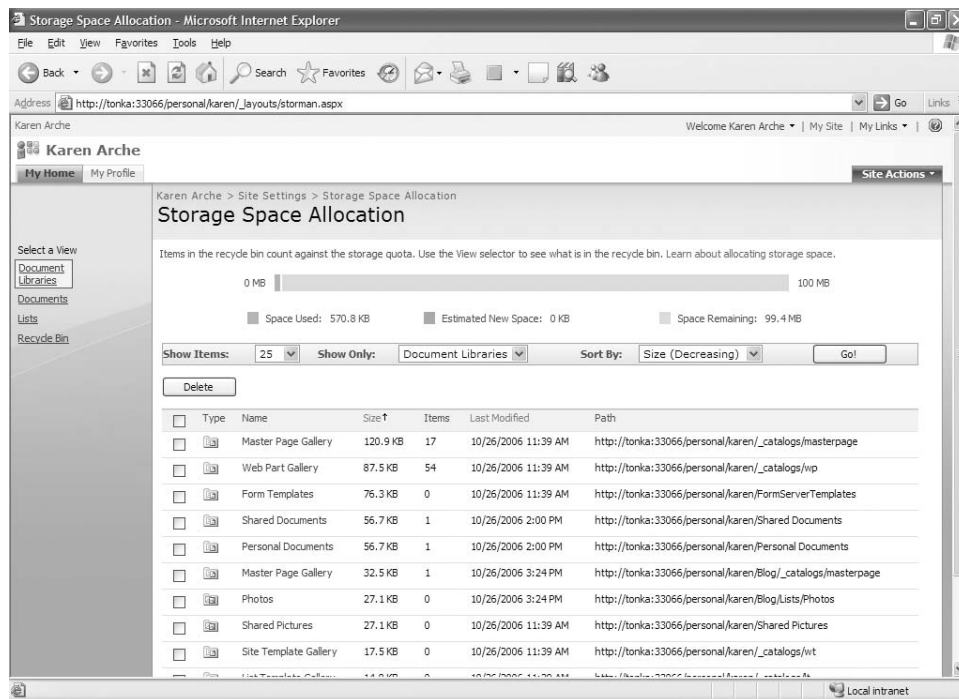 Storage Space Allocation - Microsoft Internet Explorer
File Edit View Favorites Tools Help
Back Search Favorites
Address http://tonka:33066/personal/karen/_layouts/storman.aspx Go Links
Karen Arche Welcome Karen Arche | My Site | My Links |
Karen Arche
My Home My Profile Site Actions
Karen Arche > Site Settings > Storage Space Allocation
Storage Space Allocation
Select a View
Document
Libraries
Documents
Lists
Recycle Bin
Items in the recycle bin count against the storage quota. Use the View selector to see what is in the recycle bin. Learn about allocating storage space.
0 MB 100 MB
Space Used: 570.8 KB Estimated New Space: 0 KB Space Remaining: 99.4 MB
Show Items: 25 Show Only: Document Libraries Sort By: Size (Decreasing) Go!
Delete
Type Name Size Items Last Modified Path
Master Page Gallery 120.9 KB 17 10/26/2006 11:39 AM http://tonka:33066/personal/karen/_catalogs/masterpage
Web Part Gallery 87.5 KB 54 10/26/2006 11:39 AM http://tonka:33066/personal/karen/_catalogs/wp
Form Templates 76.3 KB 0 10/26/2006 11:39 AM http://tonka:33066/personal/karen/FormServerTemplates
Shared Documents 56.7 KB 1 10/26/2006 2:00 PM http://tonka:33066/personal/karen/Shared Documents
Personal Documents 56.7 KB 1 10/26/2006 2:00 PM http://tonka:33066/personal/karen/Personal Documents
Master Page Gallery 32.5 KB 1 10/26/2006 3:24 PM http://tonka:33066/personal/karen/Blog/_catalogs/masterpage
Photos 27.1 KB 0 10/26/2006 3:24 PM http://tonka:33066/personal/karen/Blog/Lists/Photos
Shared Pictures 27.1 KB 0 10/26/2006 11:39 AM http://tonka:33066/personal/karen/Shared Pictures
Site Template Gallery 17.5 KB 0 10/26/2006 11:39 AM http://tonka:33066/personal/karen/_catalogs/wt
Local intranet